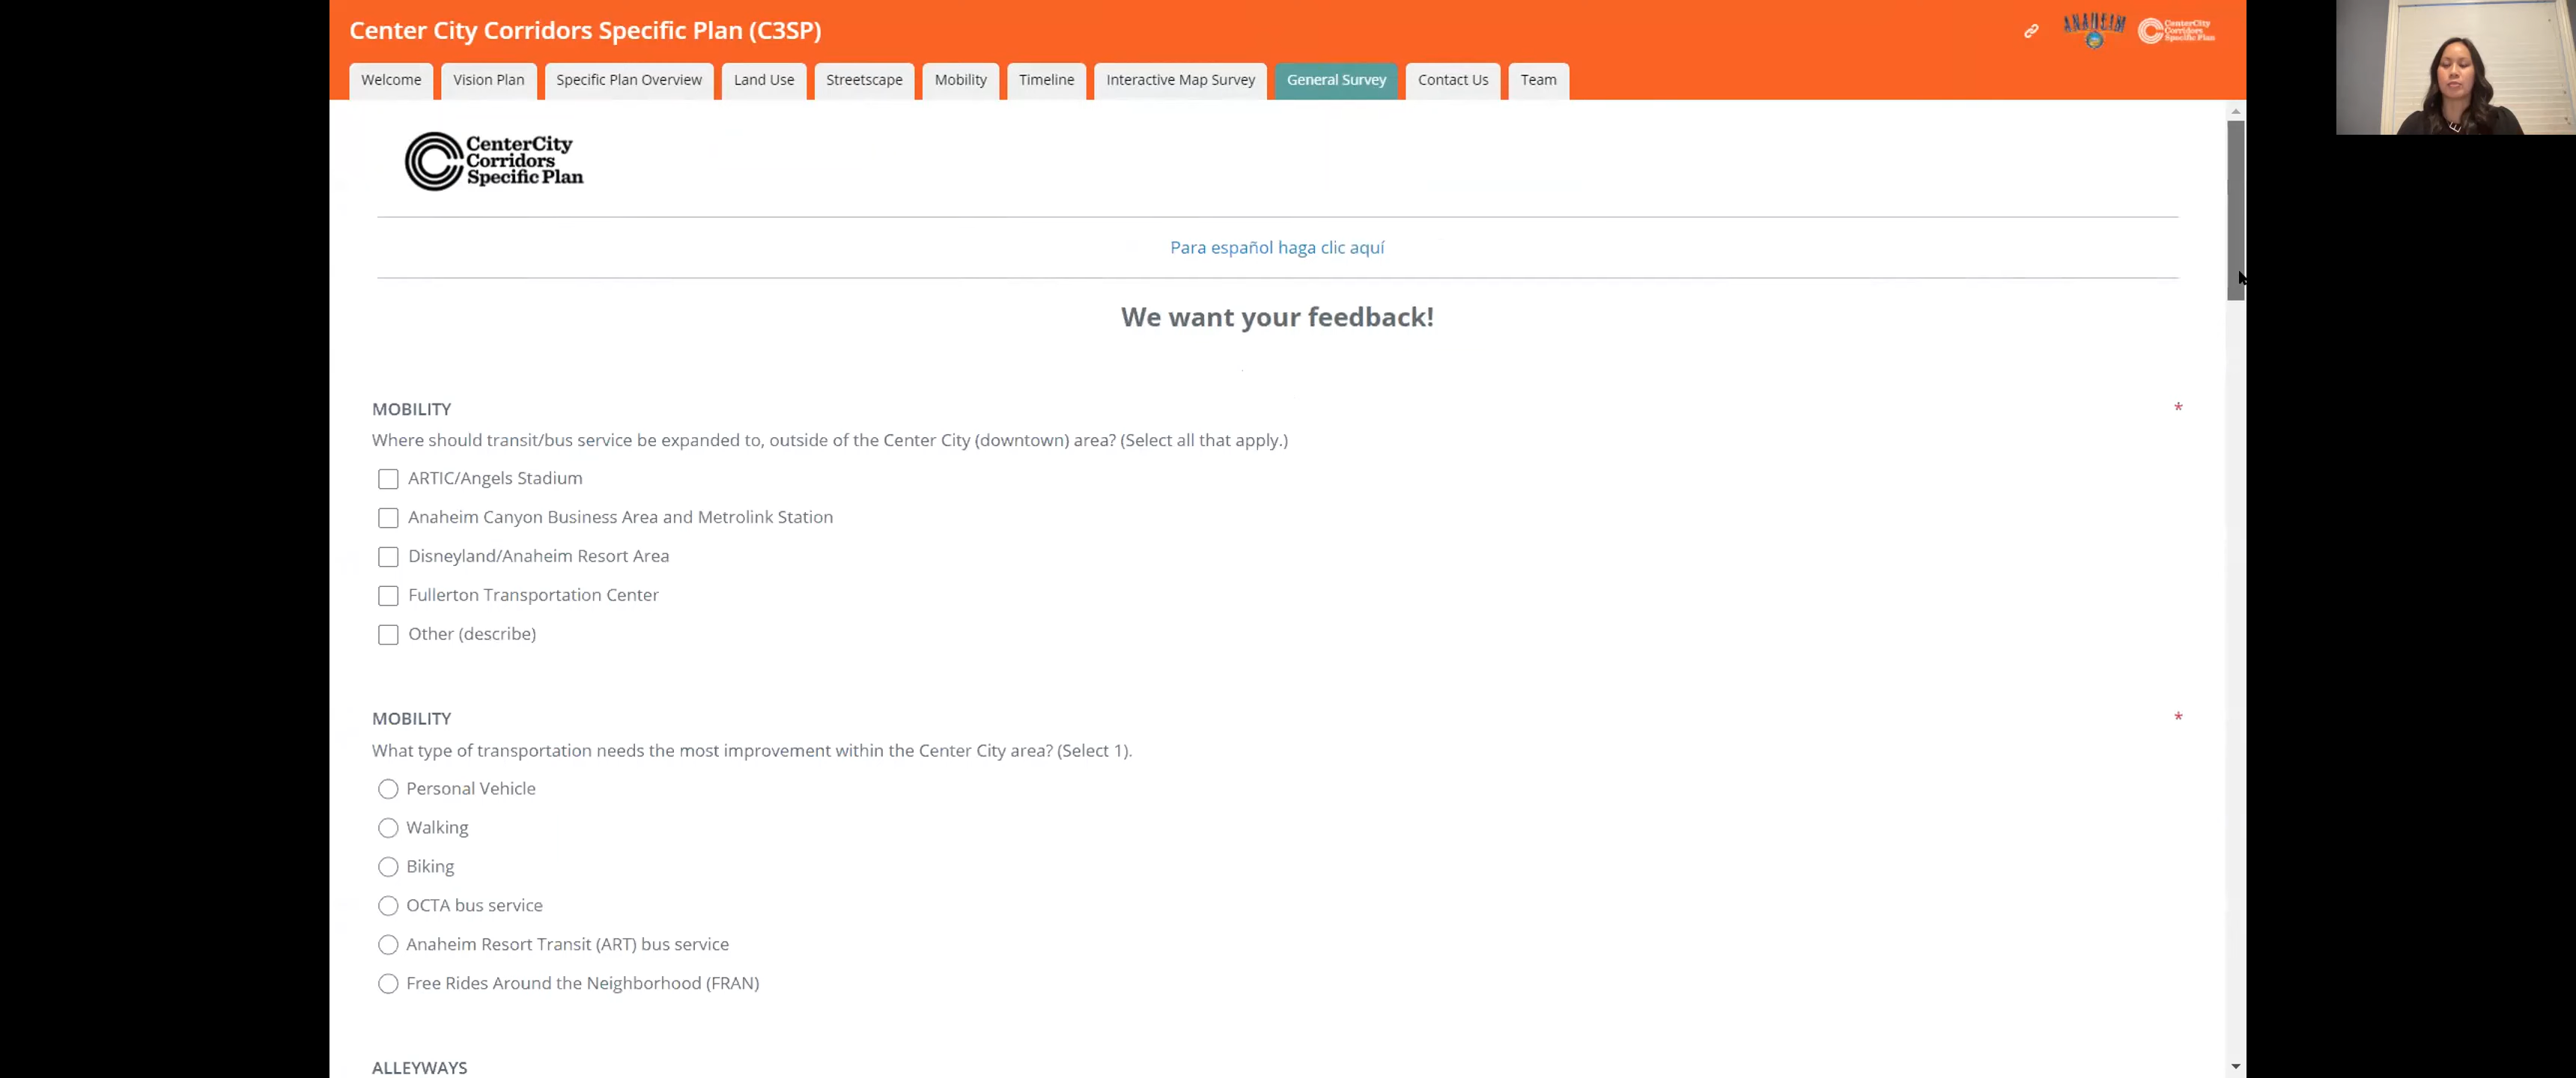 Center City Corridors Specific Plan (C3SP)
ANAHEIM
CenterCity
Corridors
Specific Plan
Welcome
Vision Plan
Specific Plan Overview
Land Use
Streetscape
Mobility
Timeline
Interactive Map Survey
General Survey
Contact Us
Team
CenterCity
Corridors
Specific Plan
Para español haga clic aquí
We want your feedback!
MOBILITY *
Where should transit/bus service be expanded to, outside of the Center City (downtown) area? (Select all that apply.)
ARTIC/Angels Stadium
Anaheim Canyon Business Area and Metrolink Station
Disneyland/Anaheim Resort Area
Fullerton Transportation Center
Other (describe)
MOBILITY *
What type of transportation needs the most improvement within the Center City area? (Select 1).
Personal Vehicle
Walking
Biking
OCTA bus service
Anaheim Resort Transit (ART) bus service
Free Rides Around the Neighborhood (FRAN)
ALLEYWAYS